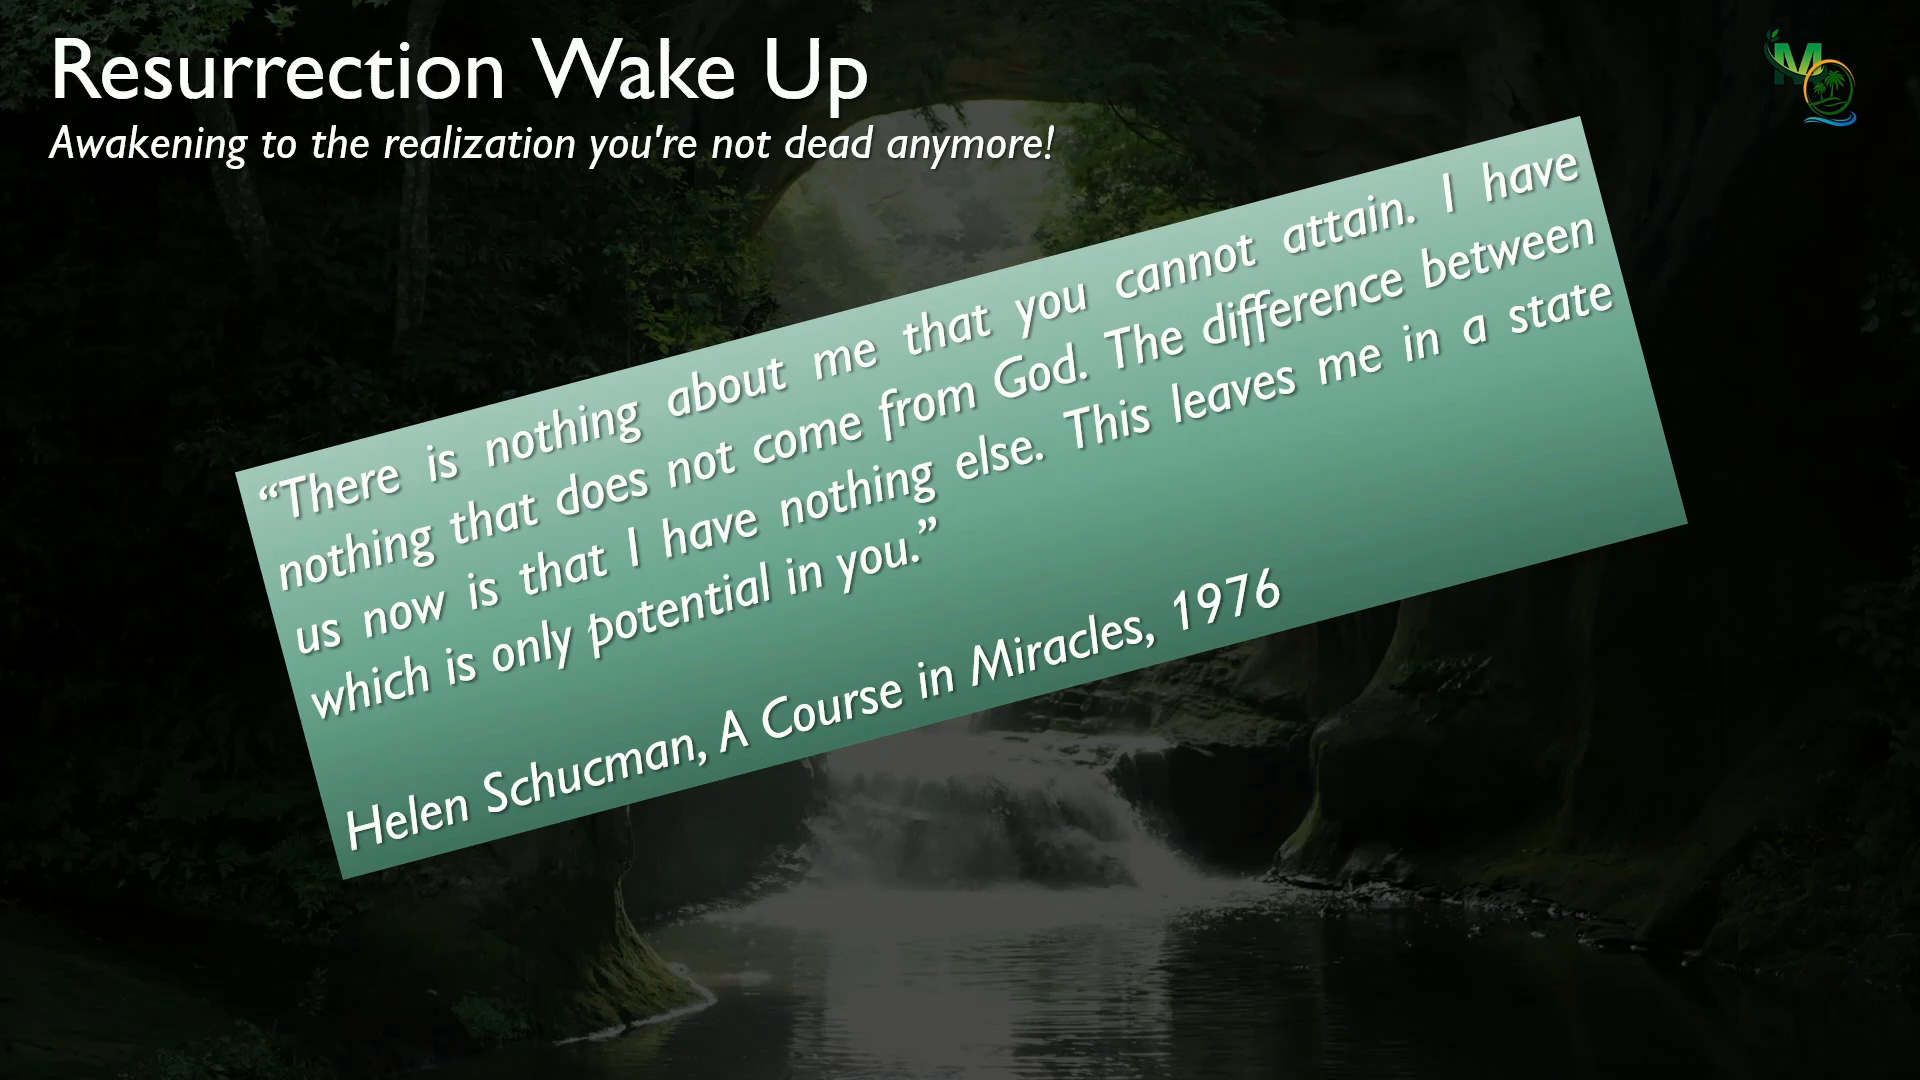 Resurrection Wake Up
Awakening to the realization you're not dead anymore!
M
“There is nothing about me that you cannot attain. I have
nothing that does not come from God. The difference between
us now is that I have nothing else. This leaves me in a state
which is only potential in you.”
Helen Schucman, A Course in Miracles, 1976